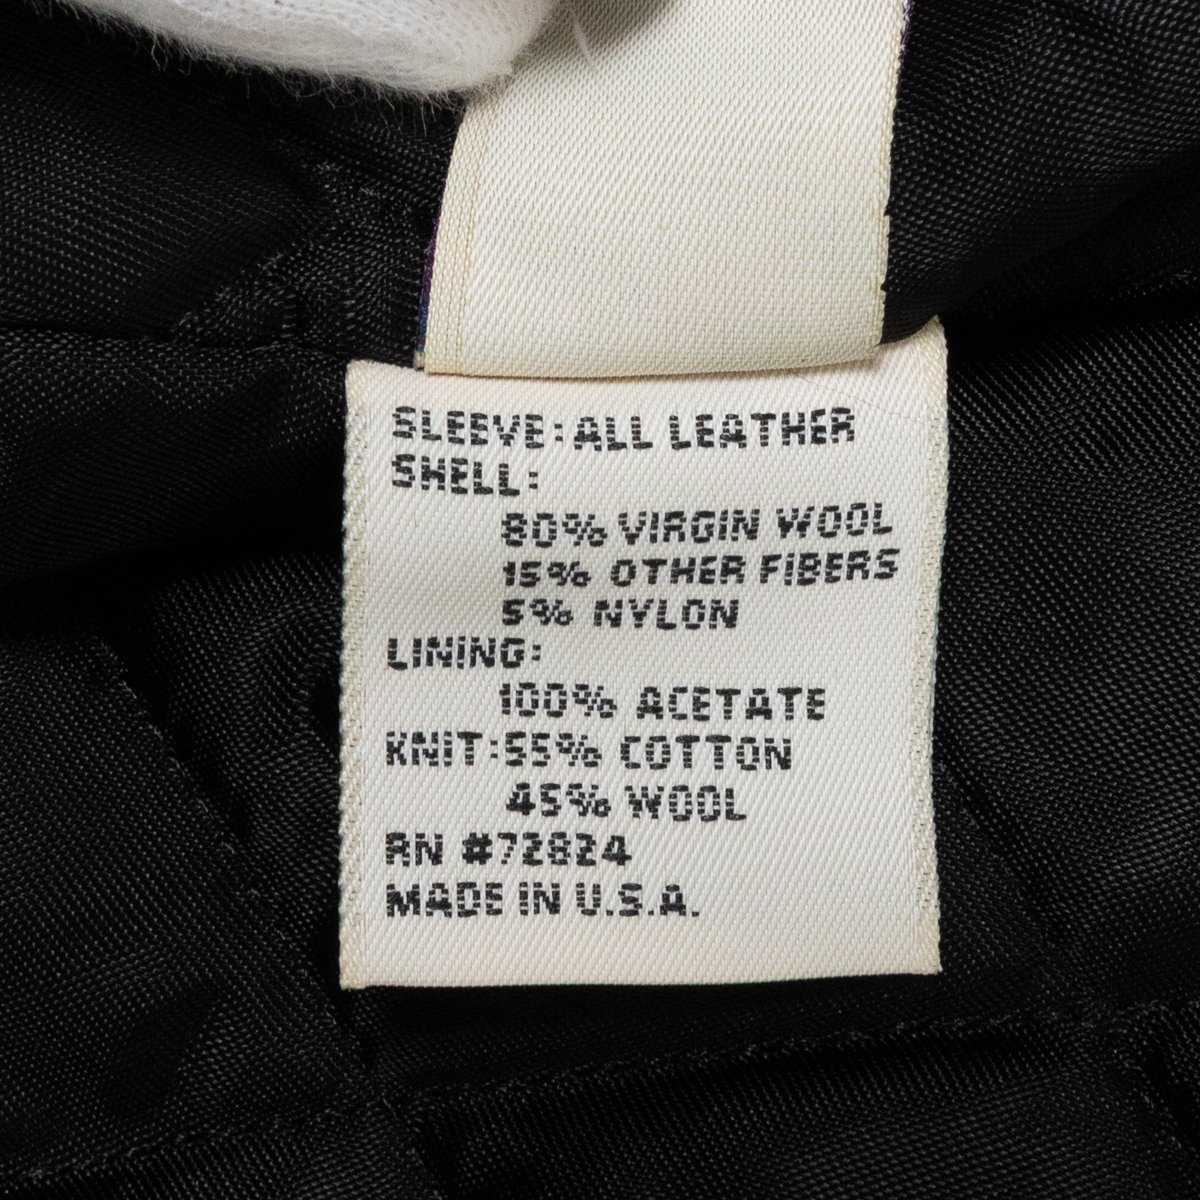 SLEEVE: ALL LEATHER
SHELL:
80% VIRGIN WOOL
15% OTHER FIBERS
5% NYLON
LINING:
100% ACETATE
KNIT: 55% COTTON
45% WOOL
RN #72824
MADE IN U.S.A.